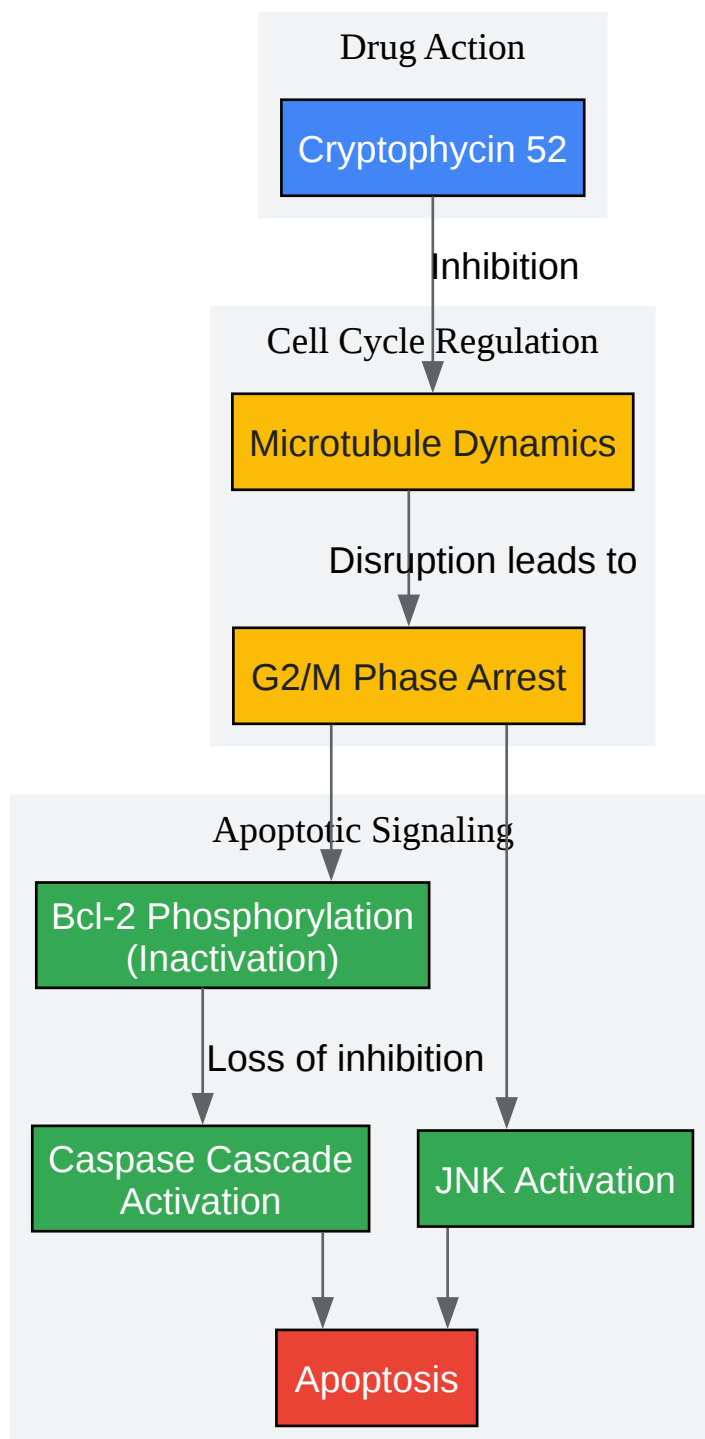 Drug Action
Cryptophycin 52
Inhibition
Cell Cycle Regulation
Microtubule Dynamics
Disruption leads to
G2/M Phase Arrest
Apoptotic Signaling
Bcl-2 Phosphorylation
(Inactivation)
Loss of inhibition
Caspase Cascade
Activation
JNK Activation
Apoptosis